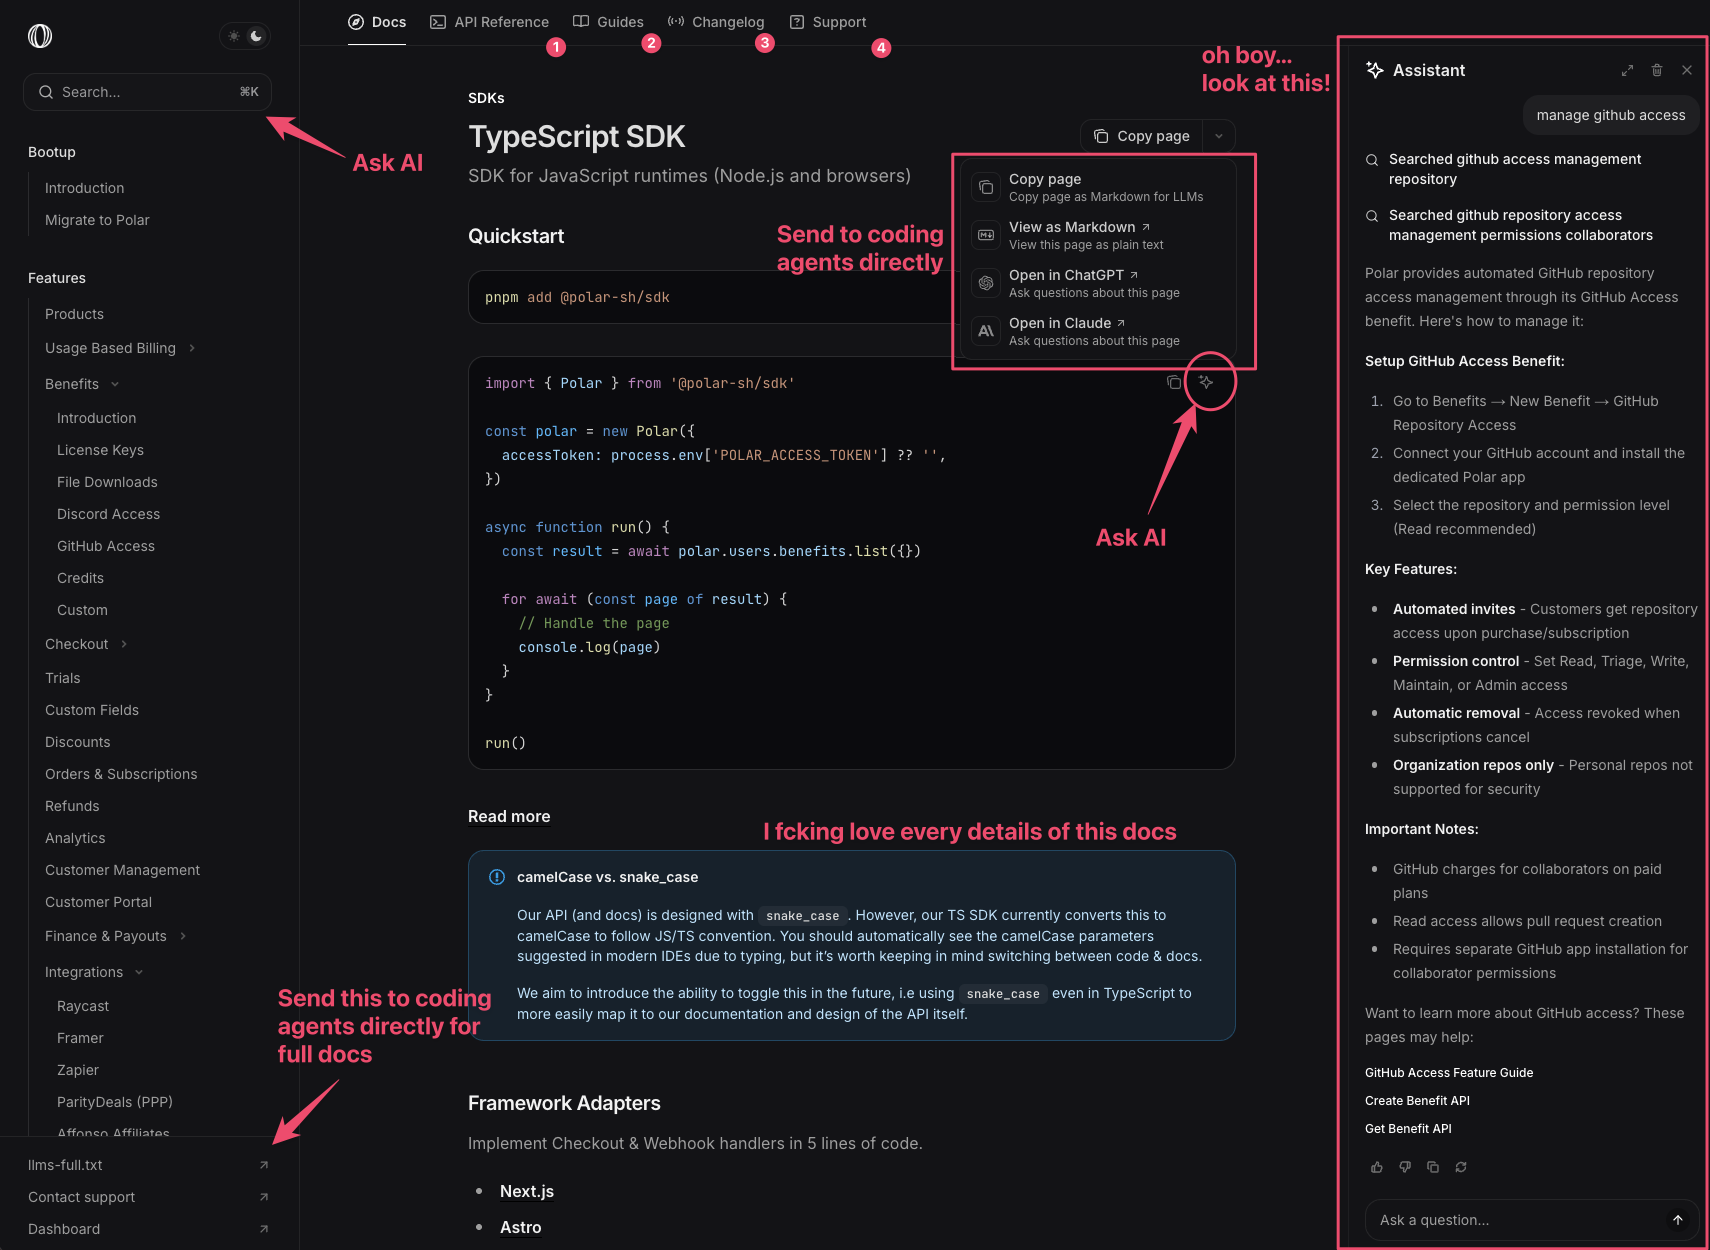 Docs
API Reference
Guides
Changelog
Support
1
2
3
4
Search...
⌘K
Ask AI
Bootup
Introduction
Migrate to Polar
Features
Products
Usage Based Billing
Benefits
Introduction
License Keys
File Downloads
Discord Access
GitHub Access
Credits
Custom
Checkout
Trials
Custom Fields
Discounts
Orders & Subscriptions
Refunds
Analytics
Customer Management
Customer Portal
Finance & Payouts
Integrations
Raycast
Framer
Zapier
ParityDeals (PPP)
Affonso Affiliates
Send this to coding
agents directly for
full docs
llms-full.txt
Contact support
Dashboard
SDKs
TypeScript SDK
SDK for JavaScript runtimes (Node.js and browsers)
Copy page
Copy page
Copy page as Markdown for LLMs
View as Markdown
View this page as plain text
Open in ChatGPT
Ask questions about this page
Open in Claude
Ask questions about this page
Send to coding
agents directly
Quickstart
pnpm add @polar-sh/sdk
import { Polar } from '@polar-sh/sdk'
const polar = new Polar({
accessToken: process.env['POLAR_ACCESS_TOKEN'] ?? '',
})
async function run() {
const result = await polar.users.benefits.list({})
for await (const page of result) {
// Handle the page
console.log(page)
}
}
run()
Ask AI
Read more
I fcking love every details of this docs
camelCase vs. snake_case
Our API (and docs) is designed with snake_case. However, our TS SDK currently converts this to
camelCase to follow JS/TS convention. You should automatically see the camelCase parameters
suggested in modern IDEs due to typing, but it's worth keeping in mind switching between code & docs.
We aim to introduce the ability to toggle this in the future, i.e using snake_case even in TypeScript to
more easily map it to our documentation and design of the API itself.
Framework Adapters
Implement Checkout & Webhook handlers in 5 lines of code.
Next.js
Astro
oh boy...
look at this!
Assistant
manage github access
Searched github access management
repository
Searched github repository access
management permissions collaborators
Polar provides automated GitHub repository
access management through its GitHub Access
benefit. Here's how to manage it:
Setup GitHub Access Benefit:
1. Go to Benefits → New Benefit → GitHub
Repository Access
2. Connect your GitHub account and install the
dedicated Polar app
3. Select the repository and permission level
(Read recommended)
Key Features:
Automated invites - Customers get repository
access upon purchase/subscription
Permission control - Set Read, Triage, Write,
Maintain, or Admin access
Automatic removal - Access revoked when
subscriptions cancel
Organization repos only - Personal repos not
supported for security
Important Notes:
GitHub charges for collaborators on paid
plans
Read access allows pull request creation
Requires separate GitHub app installation for
collaborator permissions
Want to learn more about GitHub access? These
pages may help:
GitHub Access Feature Guide
Create Benefit API
Get Benefit API
Ask a question...